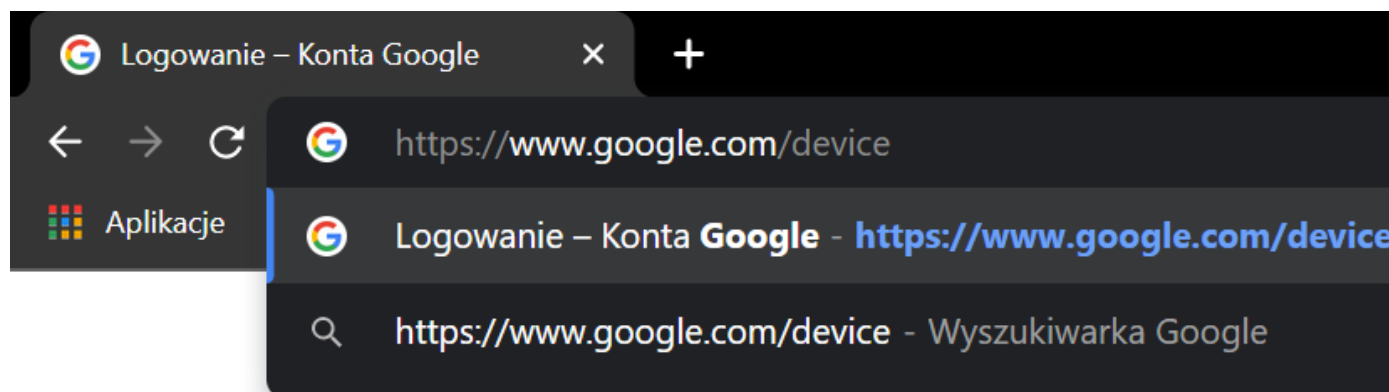 Logowanie – Konta Google
https://www.google.com/device
Aplikacje
Logowanie – Konta Google - https://www.google.com/device
https://www.google.com/device - Wyszukiwarka Google